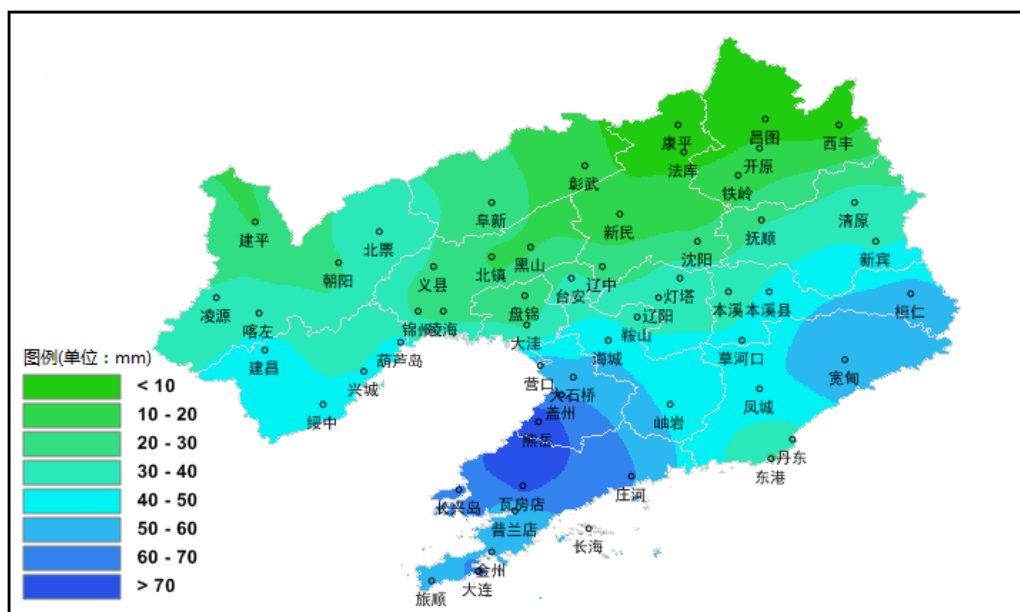 昌图
康平
西丰
法库
开原
彰武
铁岭
阜新
新民
清原
抚顺
建平
北票
沈阳
新宾
黑山
朝阳
北镇
义县
辽中
台安
灯塔
凌源
盘锦
本溪
本溪县
桓仁
喀左
锦州
凌海
辽阳
大洼
鞍山
葫芦岛
海城
草河口
图例(单位：mm)
建昌
兴城
营口
宽甸
< 10
大石桥
盖州
凤城
10 - 20
绥中
岫岩
熊岳
20 - 30
丹东
30 - 40
东港
庄河
40 - 50
长兴岛
瓦房店
50 - 60
普兰店
长海
60 - 70
金州
> 70
旅顺
大连